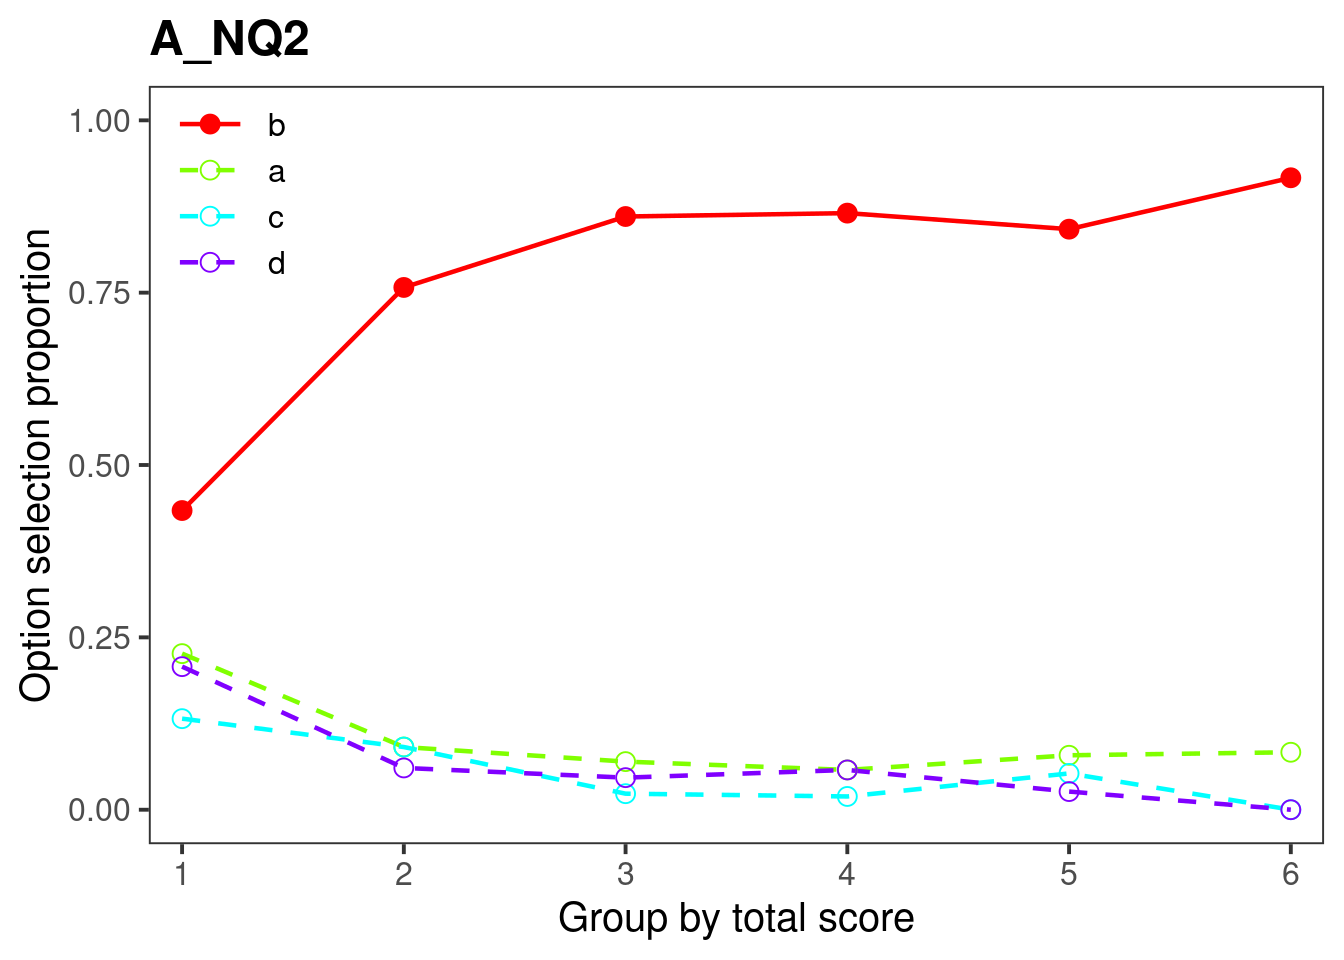 A_NQ2
b
a
c
d
1.00
0.75
0.50
0.25
0.00
Option selection proportion
1 2 3 4 5 6
Group by total score